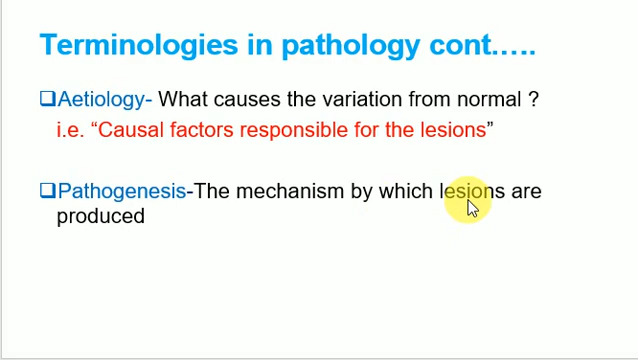 Terminologies in pathology cont.….
❑Aetiology- What causes the variation from normal ?
i.e. “Causal factors responsible for the lesions”
❑Pathogenesis-The mechanism by which lesions are
produced